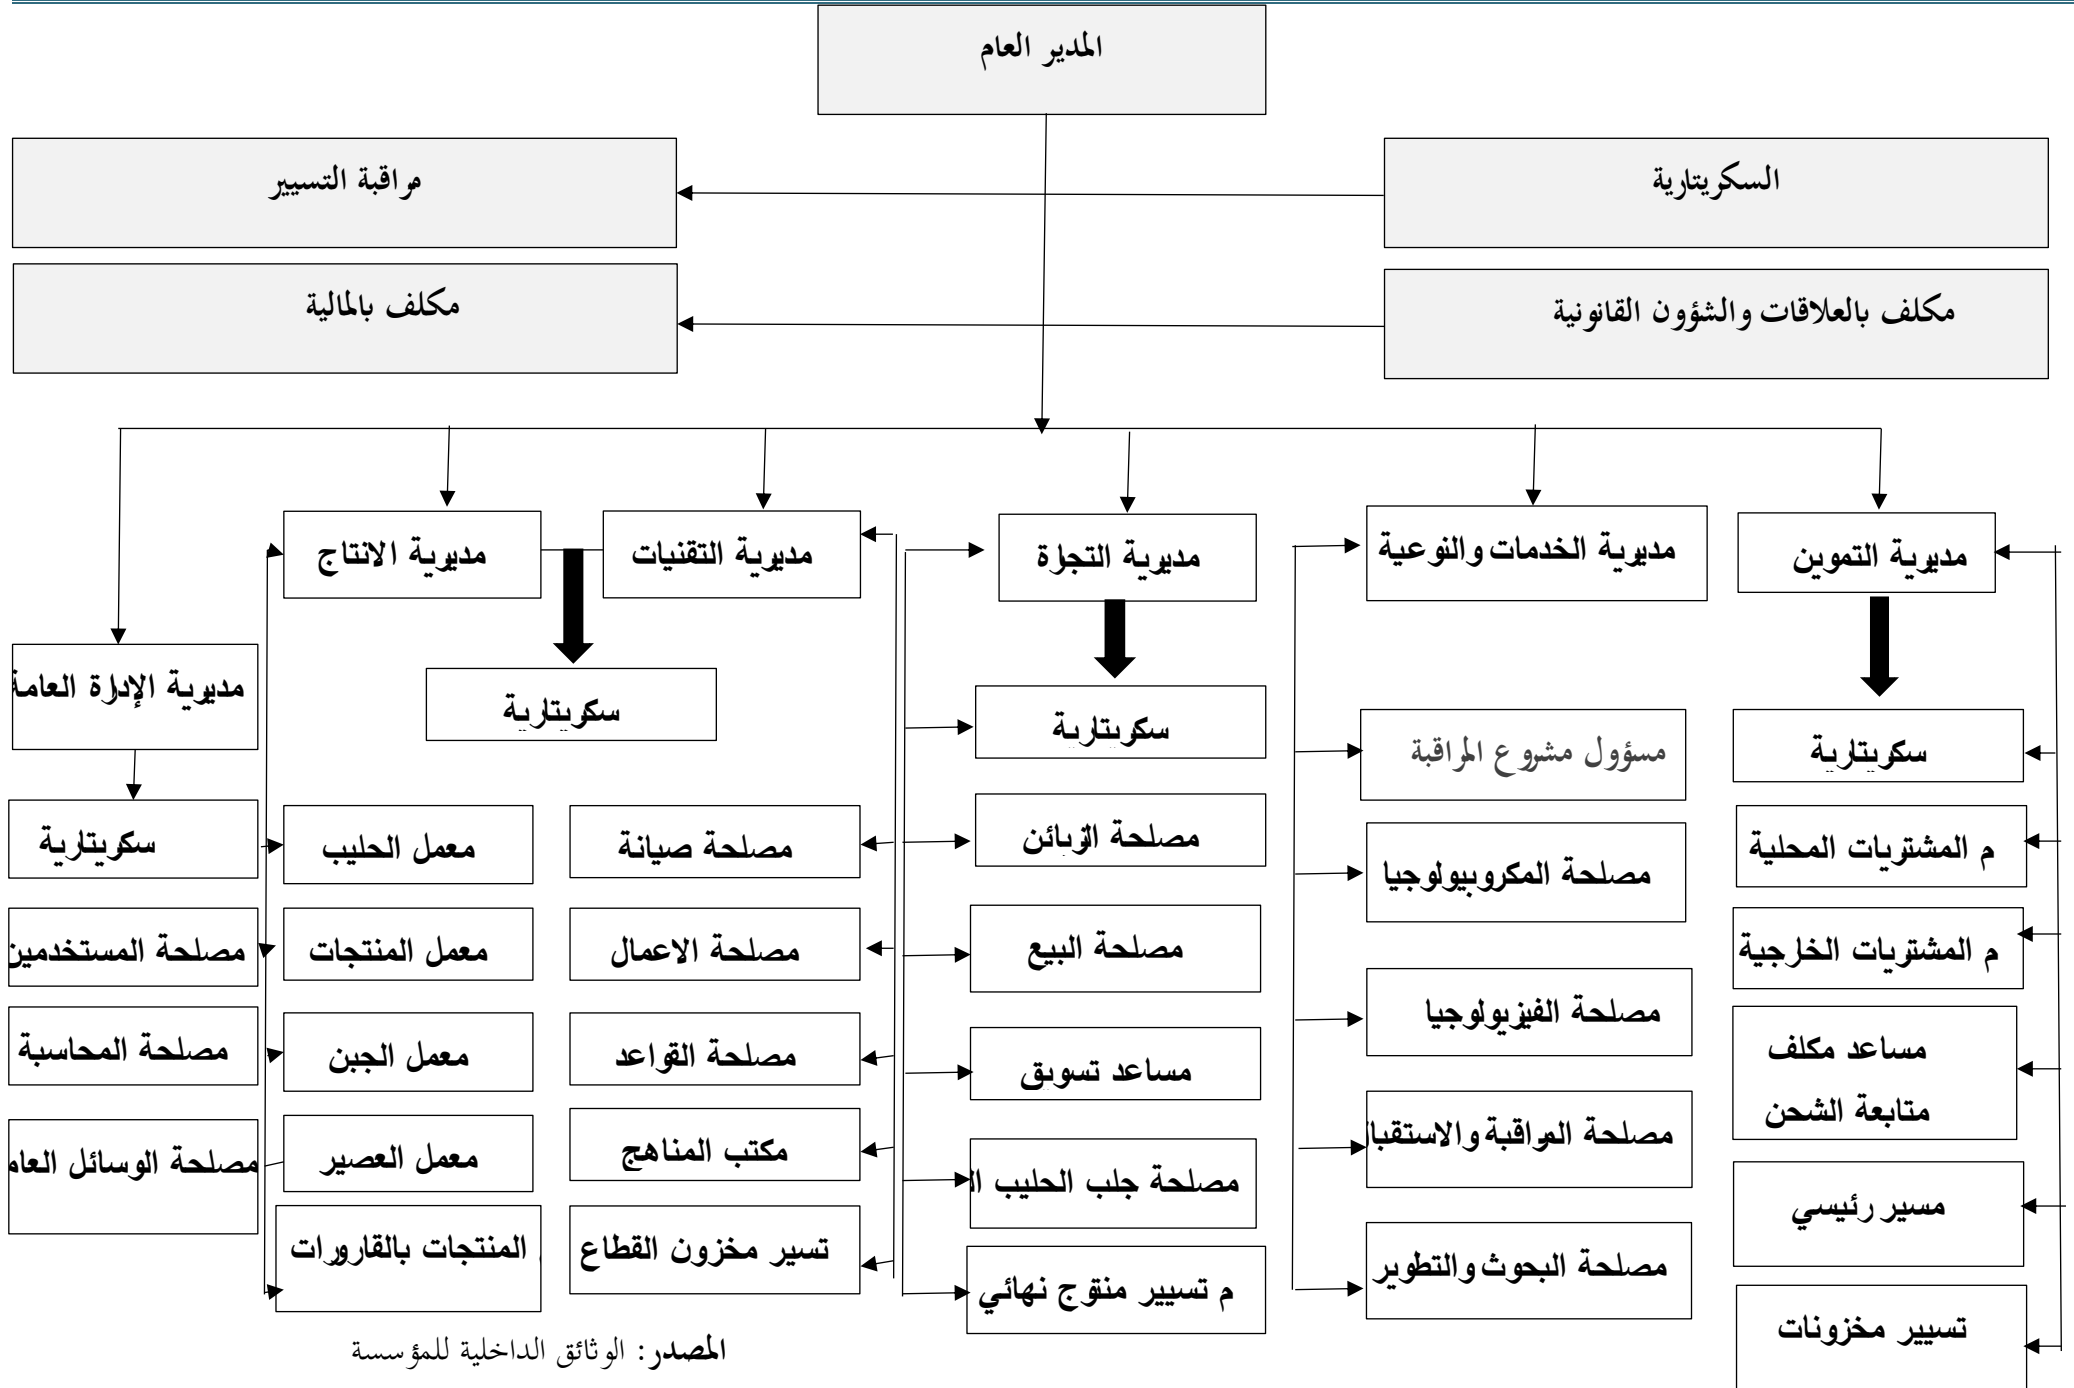 المدير العام
السكريتارية
مراقبة التسيير
مكلف بالعلاقات والشؤون القانونية
مكلف بالمالية
مديرية التموين
مديرية الخدمات والنوعية
مديرية التجارة
مديرية التقنيات
مديرية الانتاج
مديرية الإدارة العامة
سكريتارية
سكريتارية
سكريتارية
سكريتارية
مسؤول مشروع المراقبة
م المشتريات المحلية
مصلحة المكروبيولوجيا
مصلحة الزبائن
مصلحة صيانة
معمل الحليب
م المشتريات الخارجية
مصلحة الفيزيولوجيا
مصلحة البيع
مصلحة الاعمال
معمل المنتجات
مصلحة المستخدمين
مساعد مكلف
متابعة الشحن
مصلحة المراقبة والاستقبا
مساعد تسويق
مصلحة القواعد
معمل الجبن
مصلحة المحاسبة
مسير رئيسي
مصلحة البحوث والتطوير
مصلحة جلب الحليب ا
مكتب المناهج
معمل العصير
مصلحة الوسائل العام
تسيير مخزونات
م تسيير منتوج نهائي
تسير مخزون القطاع
المنتجات بالقارورات
المصدر: الوثائق الداخلية للمؤسسة